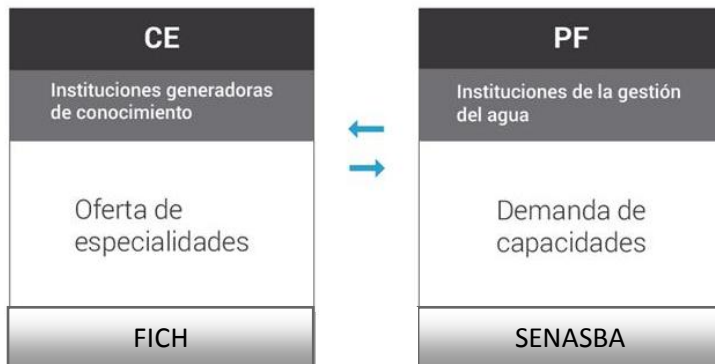 CE
Instituciones generadoras
de conocimiento
Oferta de
especialidades
FICH
PF
Instituciones de la gestión
del agua
Demanda de
capacidades
SENASBA